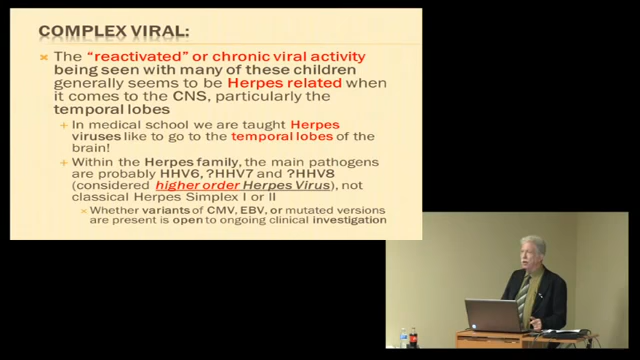 COMPLEX VIRAL:
The “reactivated” or chronic viral activity
being seen with many of these children
generally seems to be Herpes related when
it comes to the CNS, particularly the
temporal lobes
In medical school we are taught Herpes
viruses like to go to the temporal lobes of the
brain!
Within the Herpes family, the main pathogens
are probably HHV6, ?HHV7 and ?HHV8
(considered higher order Herpes Virus), not
classical Herpes Simplex I or II
Whether variants of CMV, EBV, or mutated versions
are present is open to ongoing clinical investigation